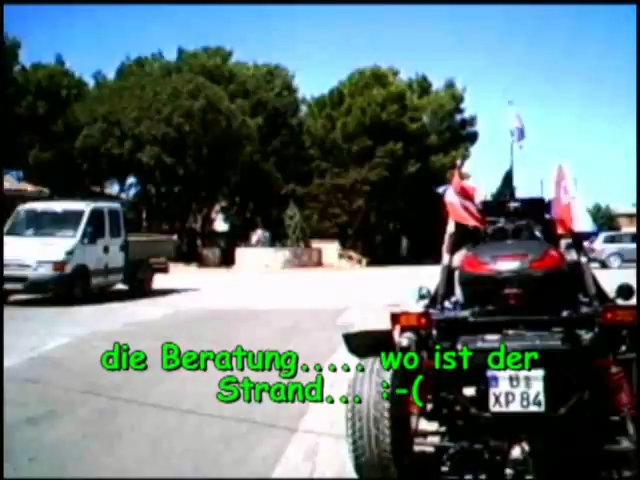 die Beratung..... wo ist der
Strand... :-(
XP 84